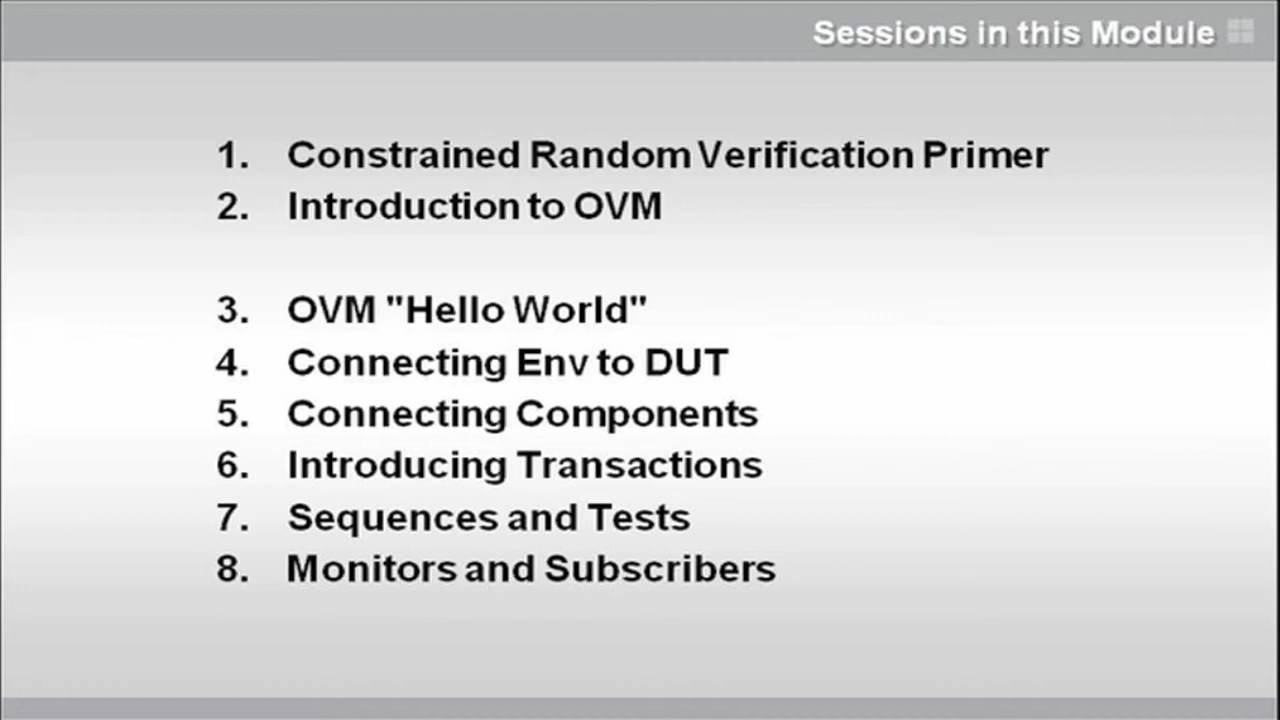 Sessions in this Module
1. Constrained Random Verification Primer
2. Introduction to OVM
3. OVM "Hello World"
4. Connecting Env to DUT
5. Connecting Components
6. Introducing Transactions
7. Sequences and Tests
8. Monitors and Subscribers